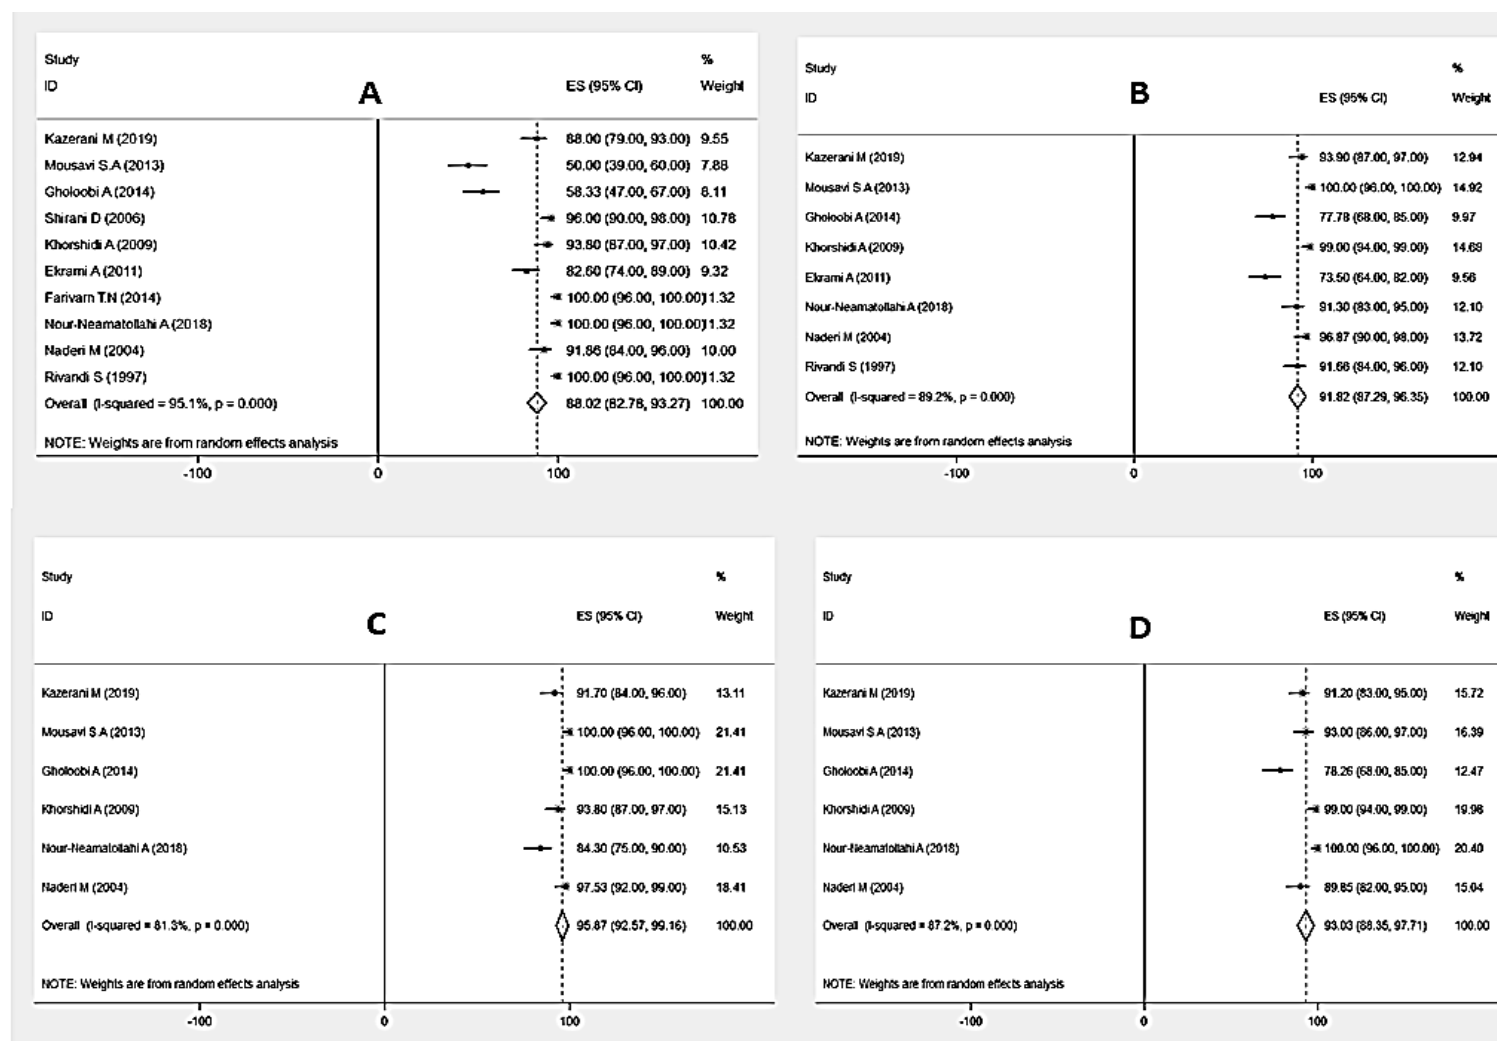 Study %
ID A ES (95% CI) Weight
Kazerani M (2019) 88.00 (79.00, 93.00) 9.55
Mousavi S.A (2013) 50.00 (39.00, 60.00) 7.88
Gholoobi A (2014) 58.33 (47.00, 67.00) 8.11
Shirani D (2006) 96.00 (90.00, 98.00) 10.78
Khorshidi A (2009) 93.80 (87.00, 97.00) 10.42
Ekrami A (2011) 82.60 (74.00, 89.00) 9.32
Farivarn T.N (2014) 100.00 (96.00, 100.00)11.32
Nour-Neamatollahi A (2018) 100.00 (96.00, 100.00)11.32
Naderi M (2004) 91.86 (84.00, 96.00) 10.00
Rivandi S (1997) 100.00 (96.00, 100.00)11.32
Overall (I-squared = 95.1%, p = 0.000) 88.02 (82.78, 93.27) 100.00
NOTE: Weights are from random effects analysis
-100 0 100
Study %
ID B ES (95% CI) Weight
Kazerani M (2019) 93.90 (87.00, 97.00) 12.94
Mousavi S.A (2013) 100.00 (96.00, 100.00) 14.92
Gholoobi A (2014) 77.78 (68.00, 85.00) 9.97
Khorshidi A (2009) 99.00 (94.00, 99.00) 14.69
Ekrami A (2011) 73.50 (64.00, 82.00) 9.56
Nour-Neamatollahi A (2018) 91.30 (83.00, 95.00) 12.10
Naderi M (2004) 96.87 (90.00, 98.00) 13.72
Rivandi S (1997) 91.66 (84.00, 96.00) 12.10
Overall (I-squared = 89.2%, p = 0.000) 91.82 (87.29, 96.35) 100.00
NOTE: Weights are from random effects analysis
-100 0 100
Study %
ID C ES (95% CI) Weight
Kazerani M (2019) 91.70 (84.00, 96.00) 13.11
Mousavi S.A (2013) 100.00 (96.00, 100.00) 21.41
Gholoobi A (2014) 100.00 (96.00, 100.00) 21.41
Khorshidi A (2009) 93.80 (87.00, 97.00) 15.13
Nour-Neamatollahi A (2018) 84.30 (75.00, 90.00) 10.53
Naderi M (2004) 97.53 (92.00, 99.00) 18.41
Overall (I-squared = 81.3%, p = 0.000) 95.87 (92.57, 99.16) 100.00
NOTE: Weights are from random effects analysis
-100 0 100
Study %
ID D ES (95% CI) Weight
Kazerani M (2019) 91.20 (83.00, 95.00) 15.72
Mousavi S.A (2013) 93.00 (86.00, 97.00) 16.39
Gholoobi A (2014) 78.26 (68.00, 85.00) 12.47
Khorshidi A (2009) 99.00 (94.00, 99.00) 19.98
Nour-Neamatollahi A (2018) 100.00 (96.00, 100.00) 20.40
Naderi M (2004) 89.85 (82.00, 95.00) 15.04
Overall (I-squared = 87.2%, p = 0.000) 93.03 (88.35, 97.71) 100.00
NOTE: Weights are from random effects analysis
-100 0 100